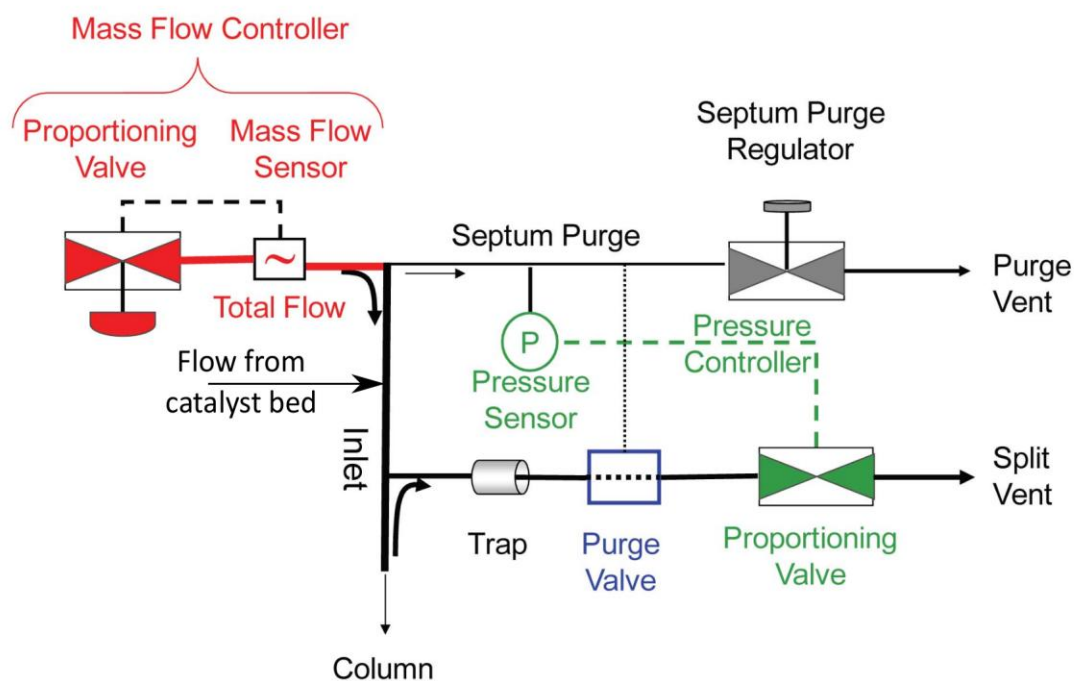 Mass Flow Controller
Proportioning
Valve
Mass Flow
Sensor
Septum Purge
Regulator
Septum Purge
~
Total Flow
Purge
Vent
P
Pressure
Controller
Pressure
Sensor
Flow from
catalyst bed
Inlet
Split
Vent
Trap
Purge
Valve
Proportioning
Valve
Column